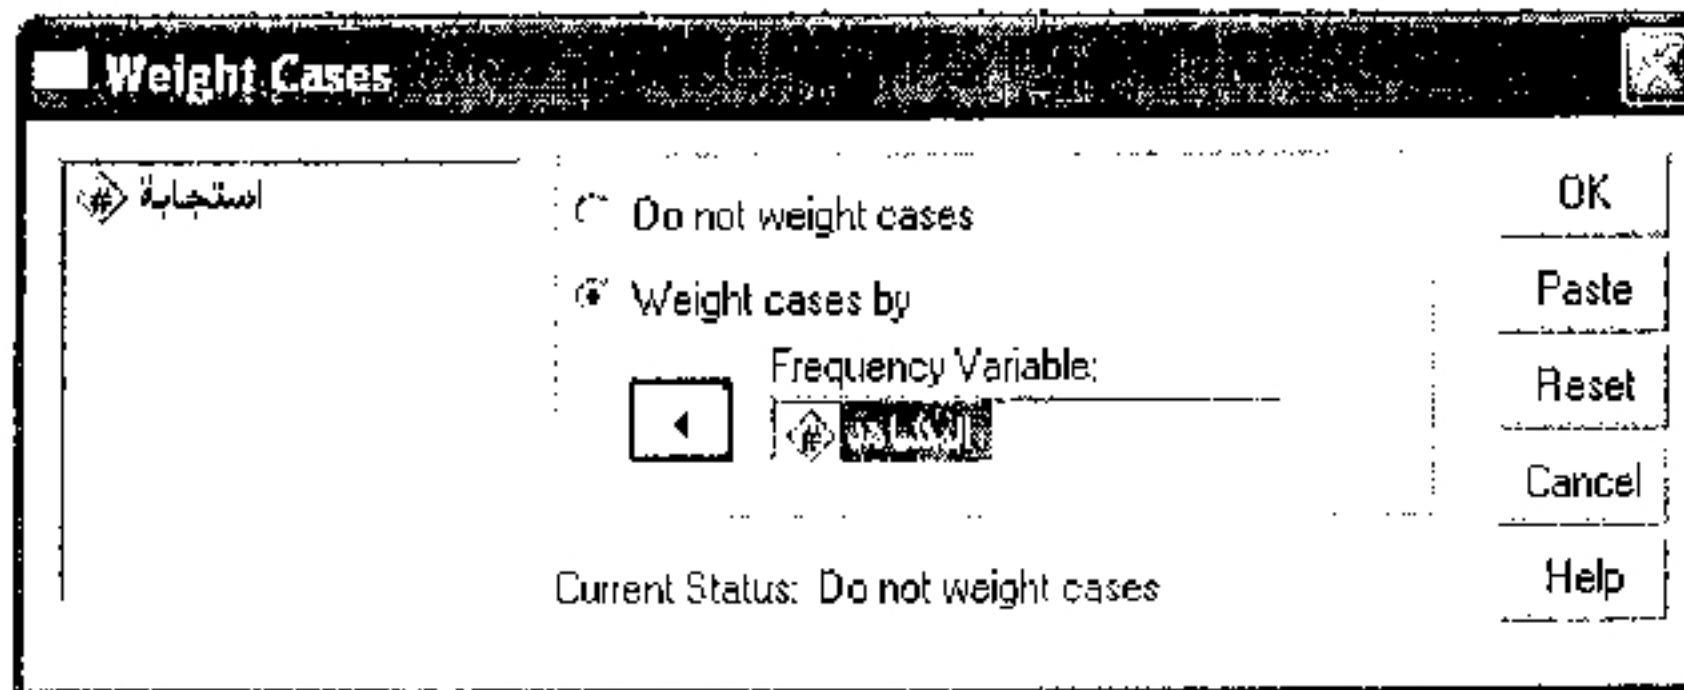 Weight Cases
استجابة
Do not weight cases
Weight cases by
Frequency Variable:
Current Status: Do not weight cases
OK
Paste
Reset
Cancel
Help